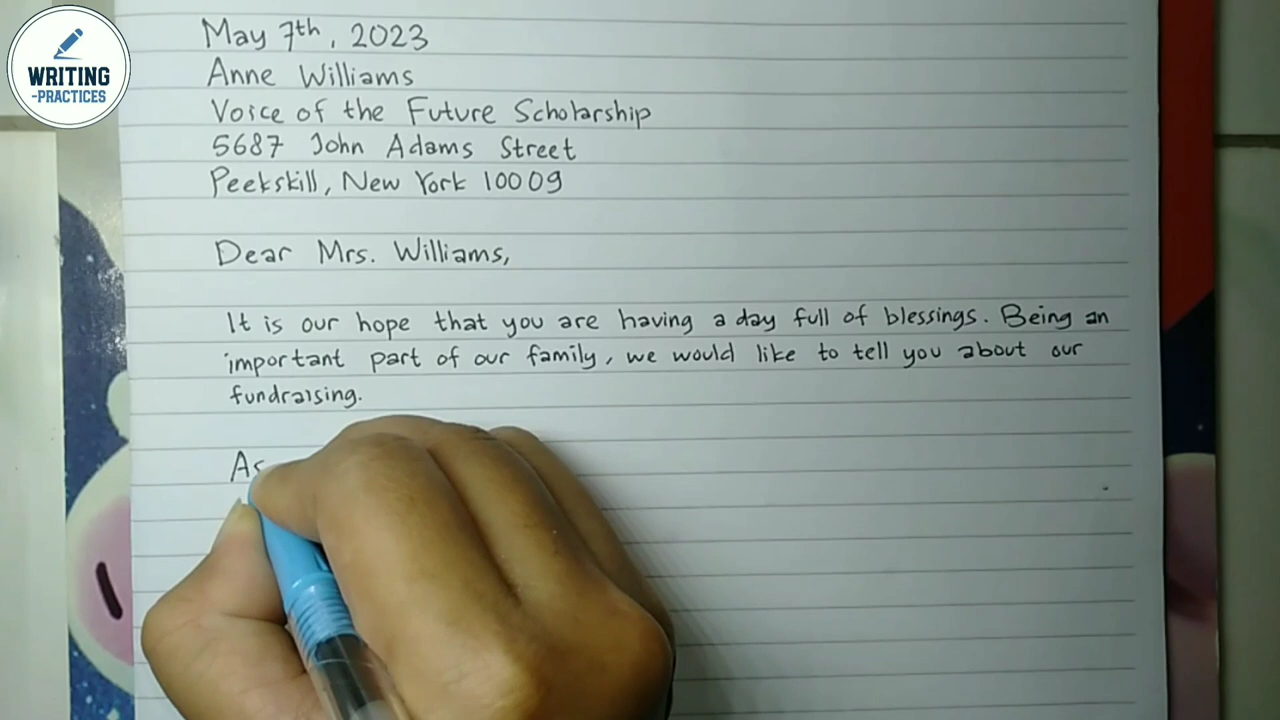 WRITING
-PRACTICES
May 7th, 2023
Anne Williams
Voice of the Future Scholarship
5687 John Adams Street
Peekskill, New York 10009
Dear Mrs. Williams,
It is our hope that you are having a day full of blessings. Being an
important part of our family, we would like to tell you about our
fundraising.
As